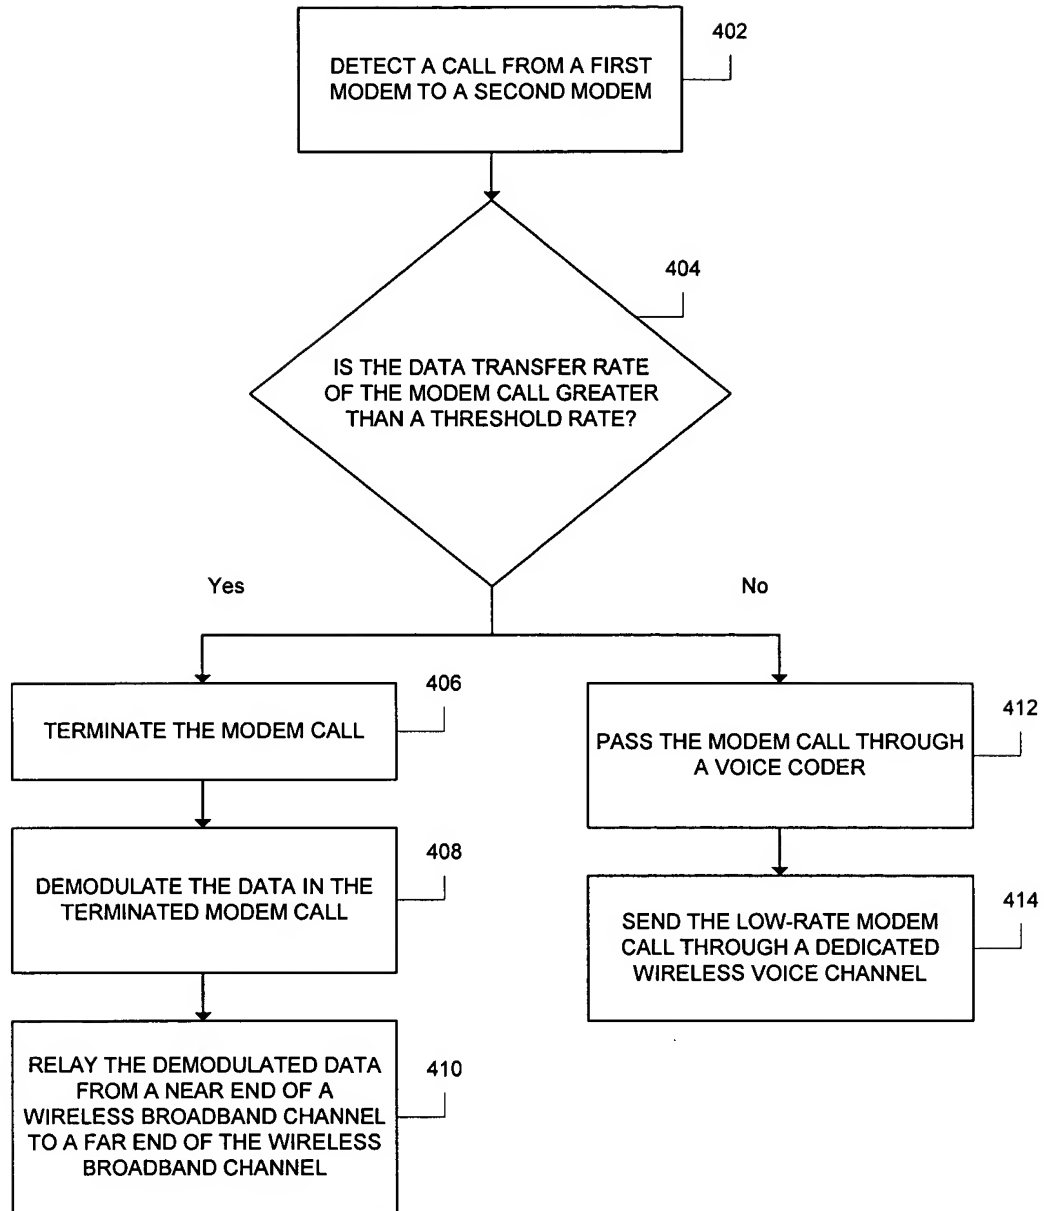 402
DETECT A CALL FROM A FIRST
MODEM TO A SECOND MODEM
404
IS THE DATA TRANSFER RATE
OF THE MODEM CALL GREATER
THAN A THRESHOLD RATE?
Yes
No
406
TERMINATE THE MODEM CALL
412
PASS THE MODEM CALL THROUGH
A VOICE CODER
408
DEMODULATE THE DATA IN THE
TERMINATED MODEM CALL
414
SEND THE LOW-RATE MODEM
CALL THROUGH A DEDICATED
WIRELESS VOICE CHANNEL
410
RELAY THE DEMODULATED DATA
FROM A NEAR END OF A
WIRELESS BROADBAND CHANNEL
TO A FAR END OF THE WIRELESS
BROADBAND CHANNEL